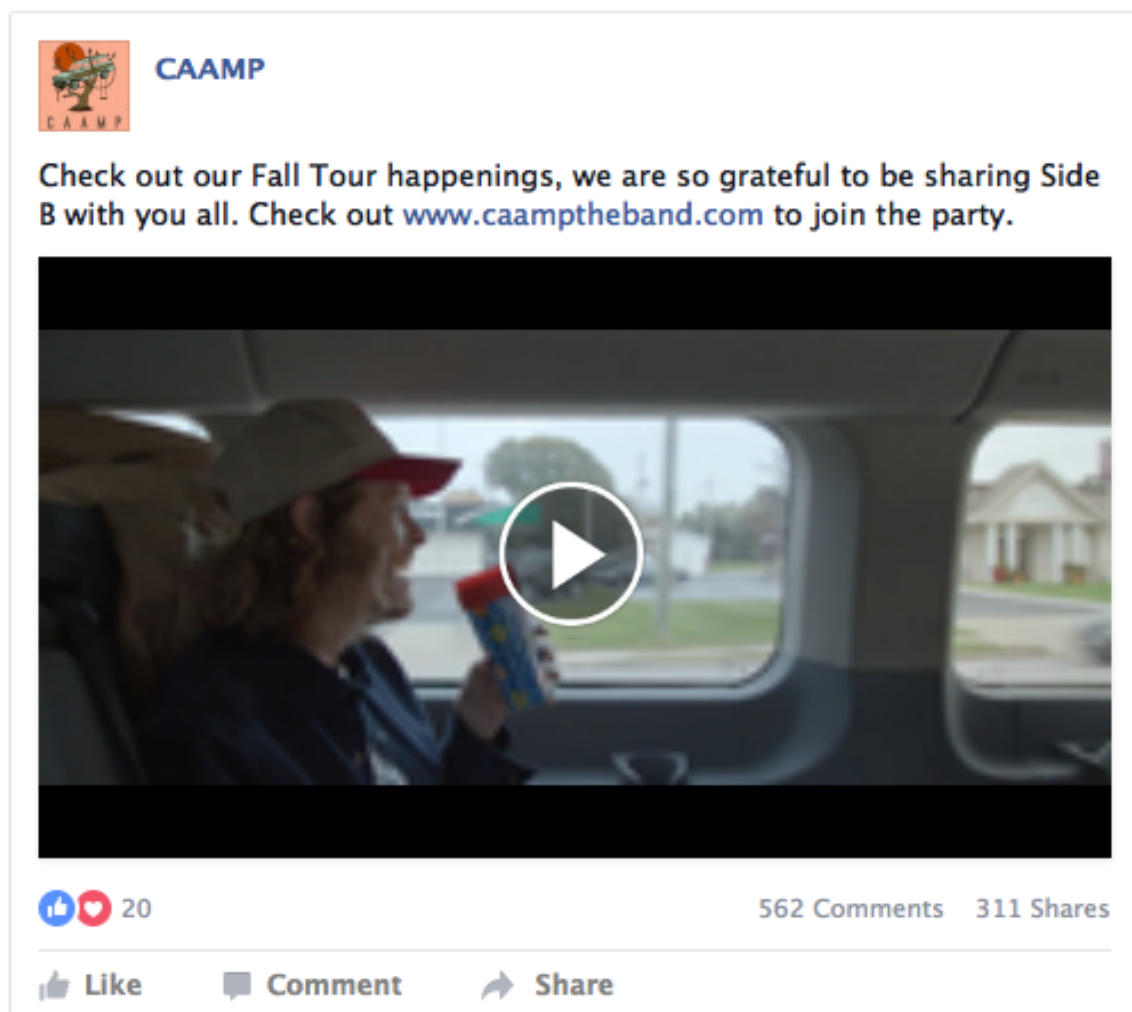 CAAMP
CAAMP
Check out our Fall Tour happenings, we are so grateful to be sharing Side
B with you all. Check out www.caamptheband.com to join the party.
20
562 Comments 311 Shares
Like Comment Share